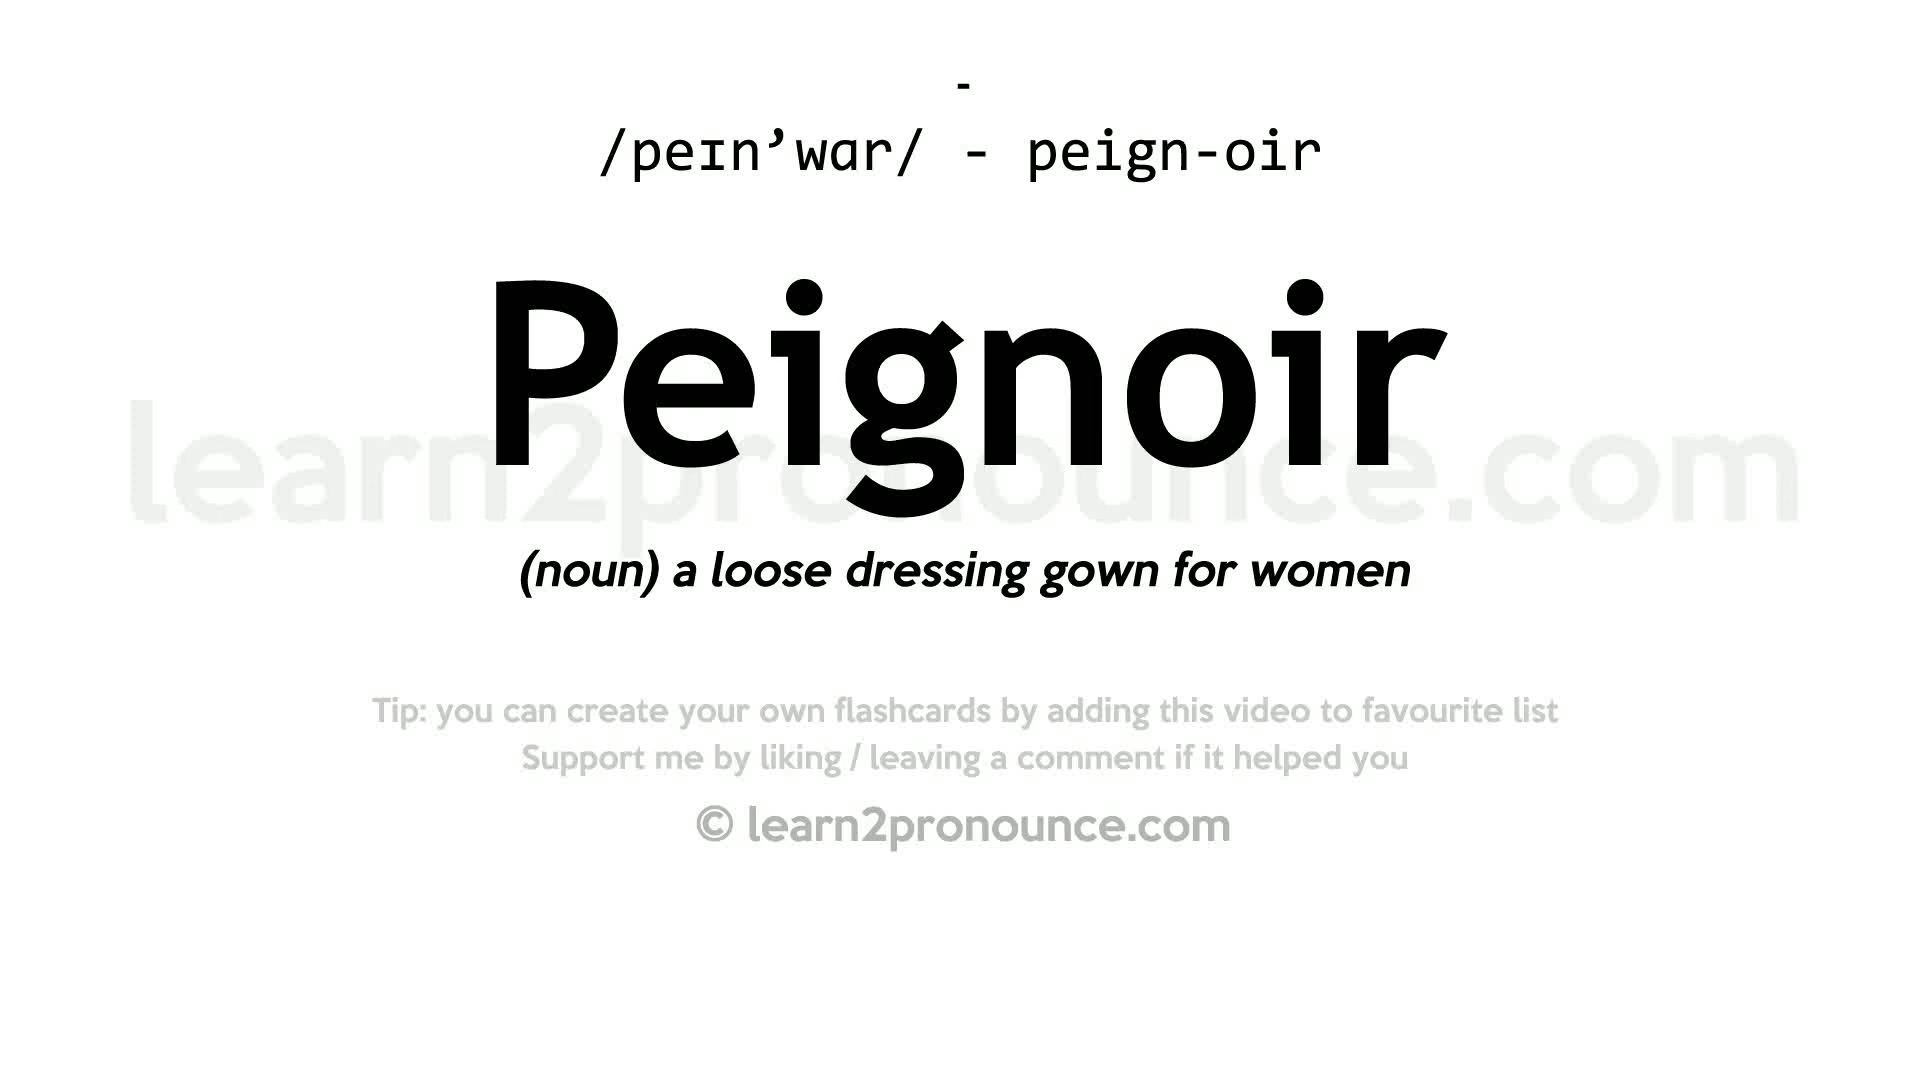 -
/peɪn’wɑr/ - peign-oir
Peignoir
learn2pronounce.com
(noun) a loose dressing gown for women
Tip: you can create your own flashcards by adding this video to favourite list
Support me by liking / leaving a comment if it helped you
© learn2pronounce.com